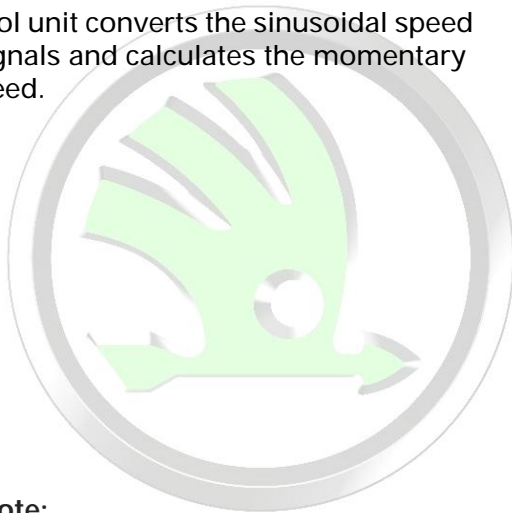 ol unit converts the sinusoidal speed
gnals and calculates the momentary
eed.
ote: